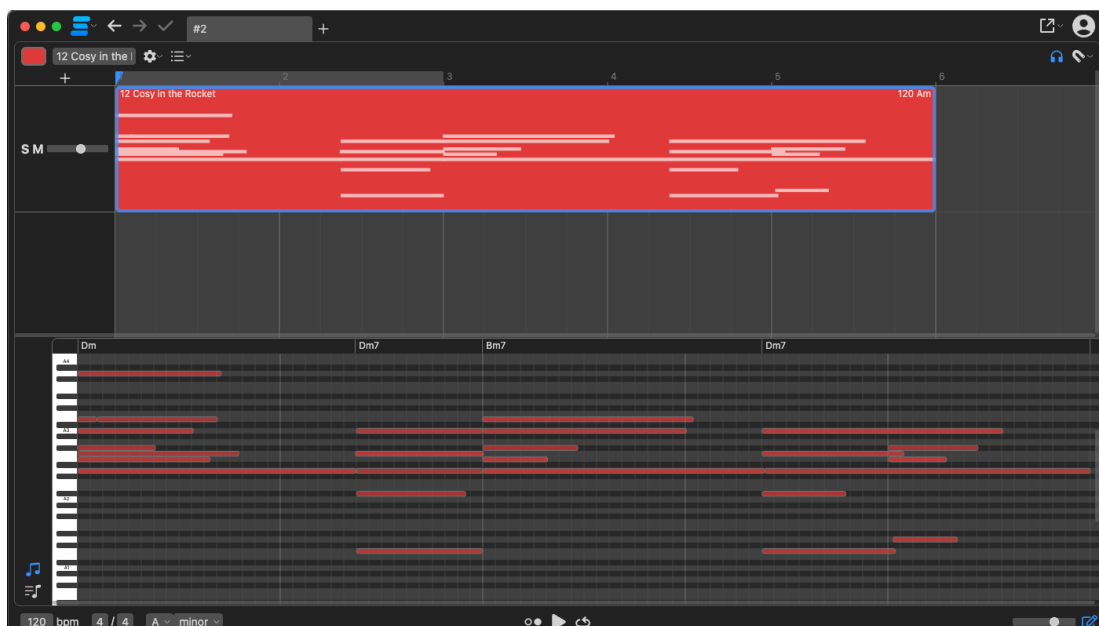 #2 +
12 Cosy in the
+ 2 3 4 5 6
12 Cosy in the Rocket 120 Am
S M
Dm Dm7 Bm7 Dm7
A4
A3
A2
A1
120 bpm 4 / 4 A minor